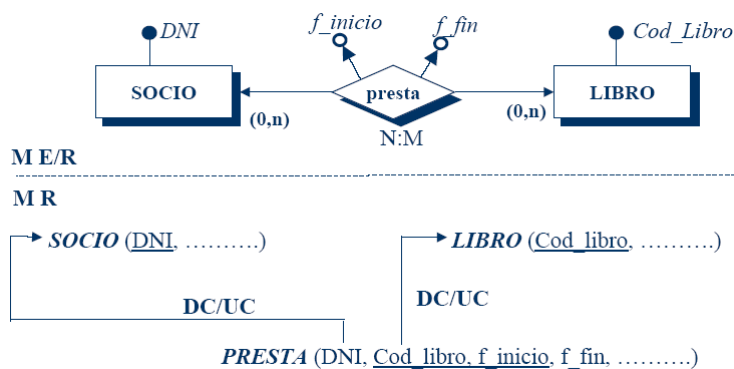 DNI
f_inicio
f_fin
Cod_Libro
SOCIO
presta
LIBRO
(0,n)
(0,n)
N:M
M E/R
M R
SOCIO (DNI, ……….)
LIBRO (Cod_libro, ……….)
DC/UC
DC/UC
PRESTA (DNI, Cod_libro, f_inicio, f_fin, ……….)